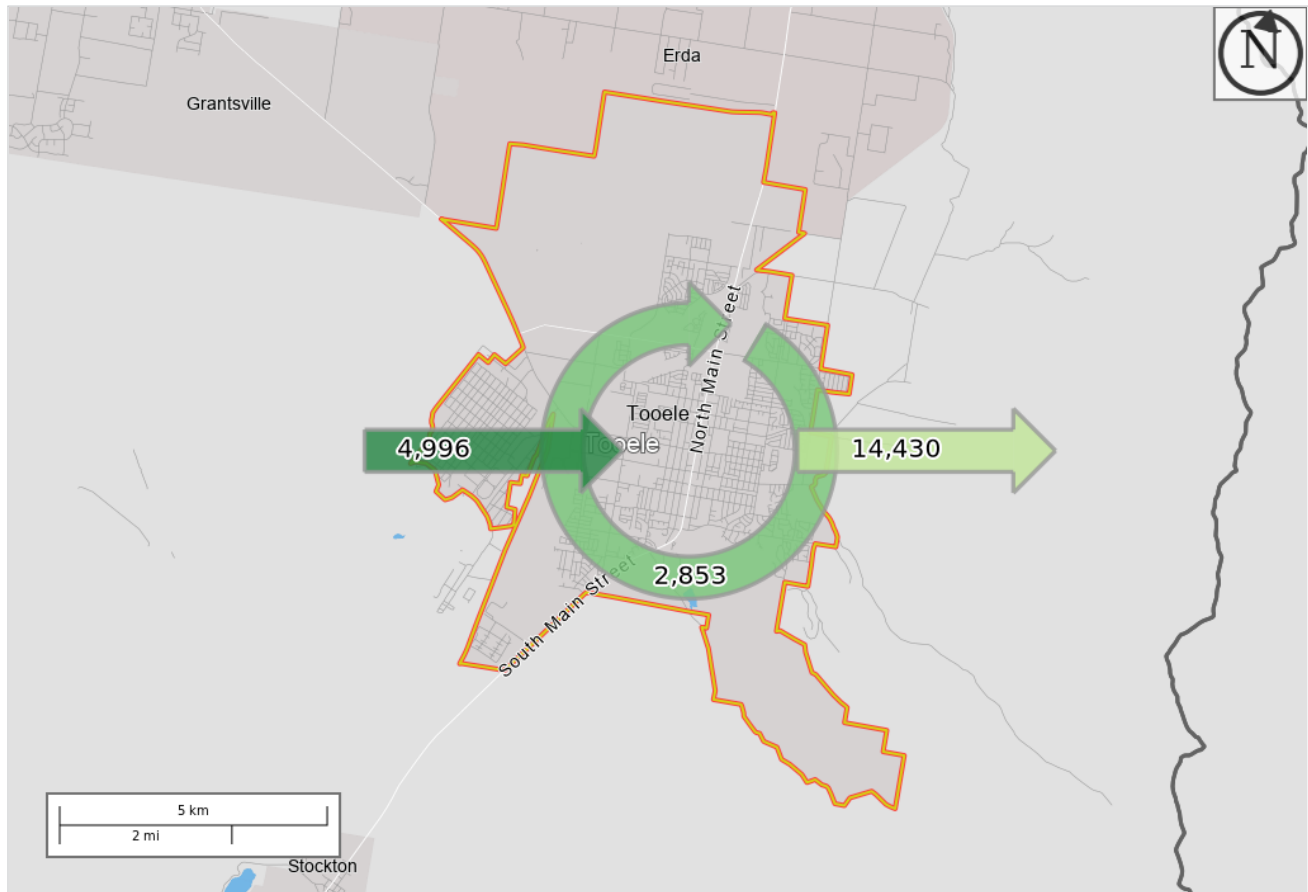 N
Erda
Grantsville
North Main Street
Tooele
Tooele
4,996
14,430
2,853
South Main Street
5 km
2 mi
Stockton